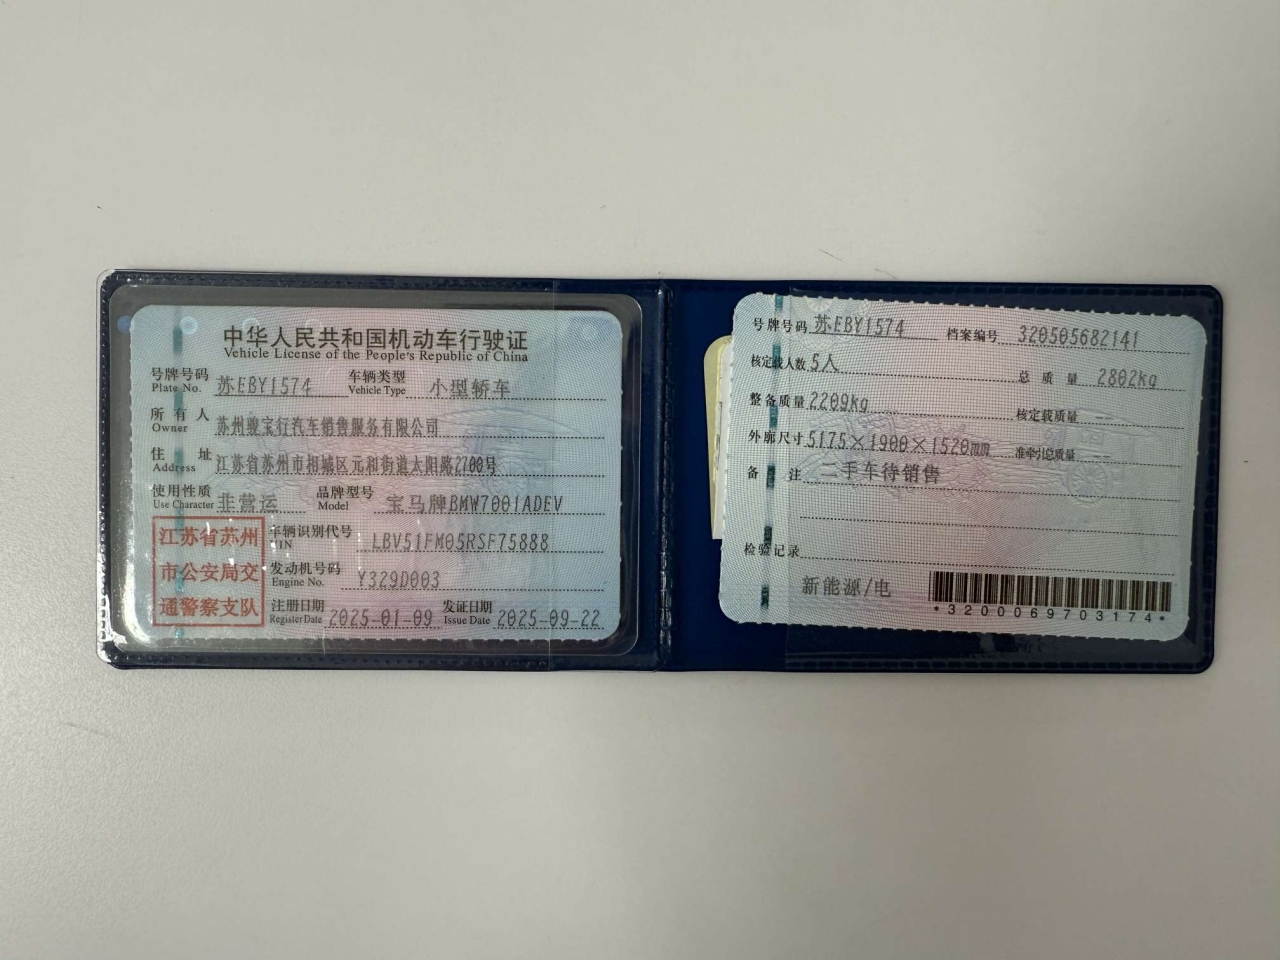 中华人民共和国机动车行驶证
Vehicle License of the People's Republic of China
号牌号码 苏EBY1574 车辆类型 小型轿车
Plate No. Vehicle Type
所有人 苏州骏宝行汽车销售服务有限公司
Owner
住址 江苏省苏州市相城区元和街道太阳路2700号
Address
使用性质 非营运 品牌型号 宝马牌BMW7001ADEV
Use Character Model
江苏省苏州
市公安局交
通警察支队
车辆识别代号 LBV51FM05RSF75888
VIN
发动机号码 Y329D003
Engine No.
注册日期 2025-01-09 发证日期 2025-09-22
Register Date Issue Date
号牌号码 苏EBY1574 档案编号 320505682141
核定载人数 5人 总质量 2802kg
整备质量 2209kg 核定载质量 --
外廓尺寸 5175×1900×1520mm 准牵引总质量 --
备注 二手车待销售
检验记录
新能源/电
*3200069703174*